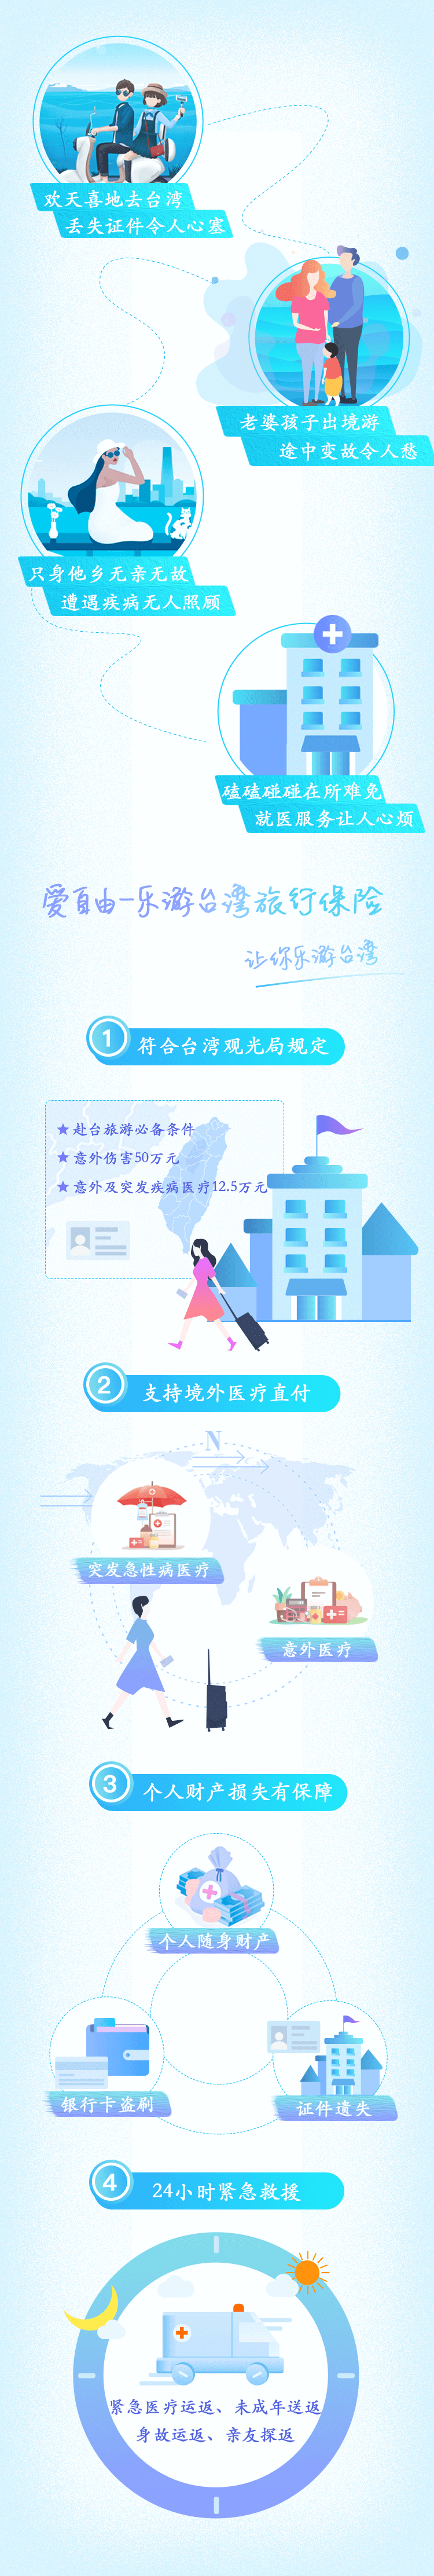 欢天喜地去台湾
丢失证件令人心塞
老婆孩子出境游
途中变故令人愁
只身他乡无亲无故
遭遇疾病无人照顾
磕磕碰碰在所难免
就医服务让人心烦
爱自由-乐游台湾旅行保险
让你乐游台湾
1 符合台湾观光局规定
★ 赴台旅游必备条件
★ 意外伤害50万元
★ 意外及突发疾病医疗12.5万元
2 支持境外医疗直付
N
突发急性病医疗
意外医疗
3 个人财产损失有保障
个人随身财产
银行卡盗刷
证件遗失
4 24小时紧急救援
紧急医疗运返、未成年送返
身故运返、亲友探返